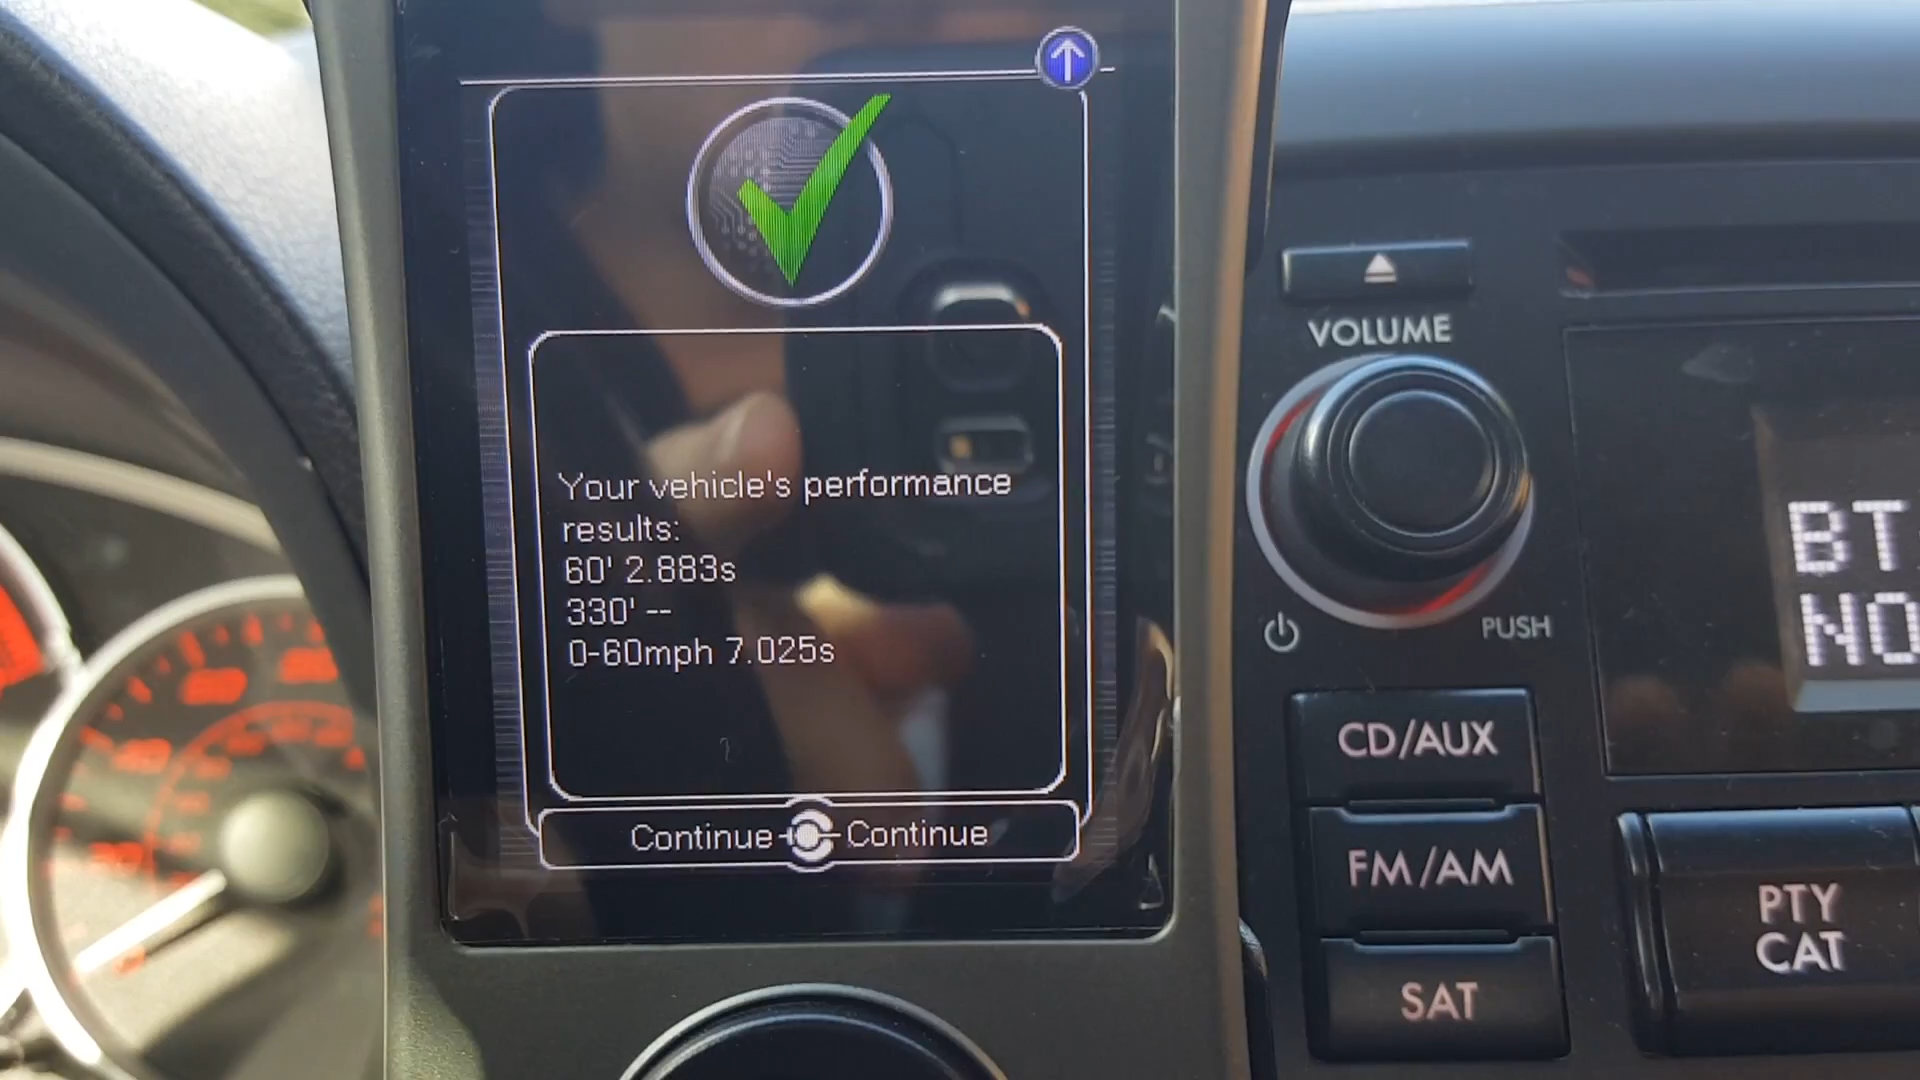 Your vehicle's performance
results:
60' 2.883s
330' --
0-60mph 7.025s
Continue
Continue
VOLUME
PUSH
CD/AUX
FM/AM
SAT
BT
NO
PTY
CAT